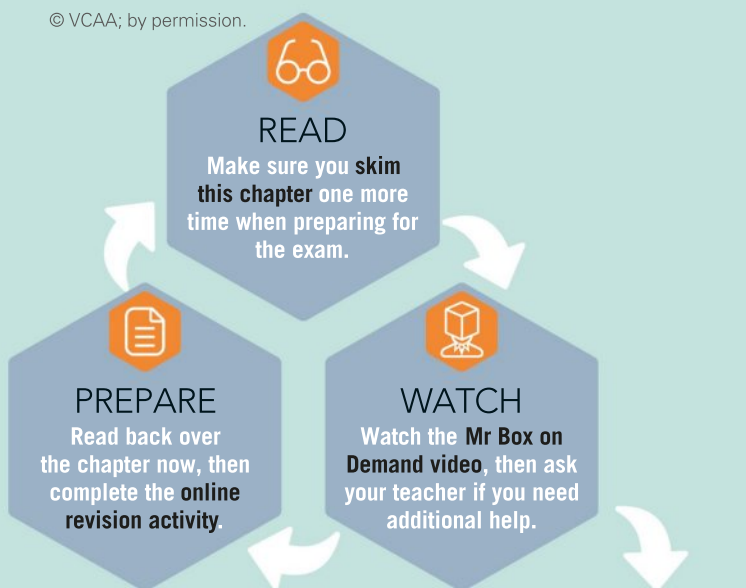 © VCAA; by permission.
READ
Make sure you skim
this chapter one more
time when preparing for
the exam.
PREPARE
Read back over
the chapter now, then
complete the online
revision activity.
WATCH
Watch the Mr Box on
Demand video, then ask
your teacher if you need
additional help.